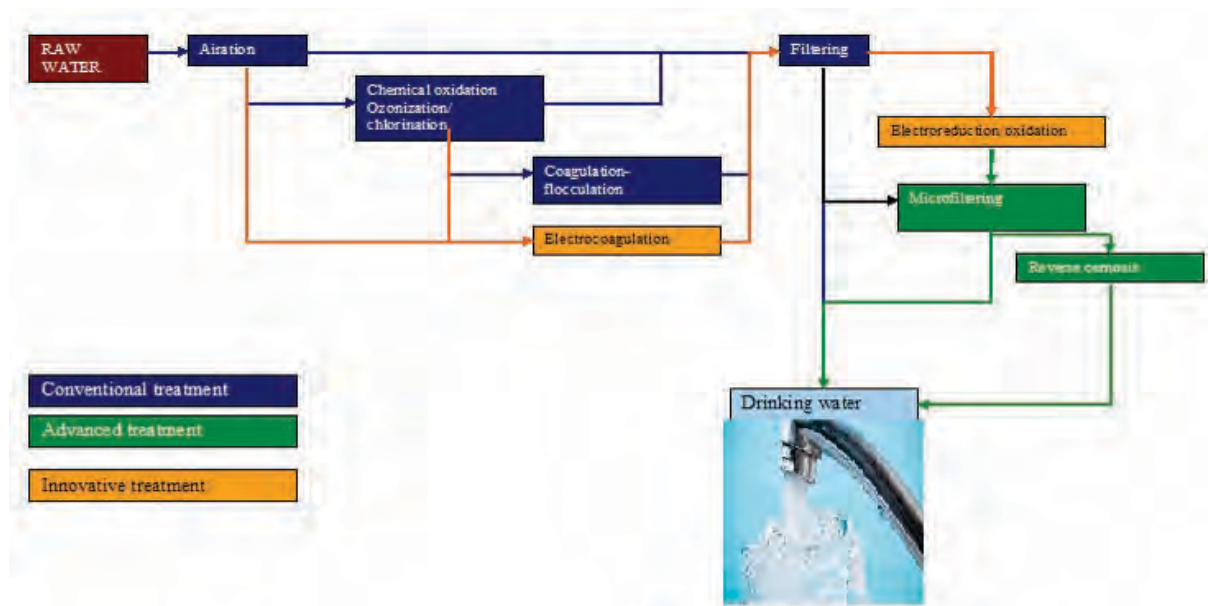 RAW
WATER
Airation
Filtering
Chemical oxidation
Ozonization/
chlorination
Electroreduction oxidation
Coagulation-
flocculation
Microfiltering
Electrocoagulation
Reverse osmosis
Conventional treatment
Drinking water
Advanced treatment
Innovative treatment